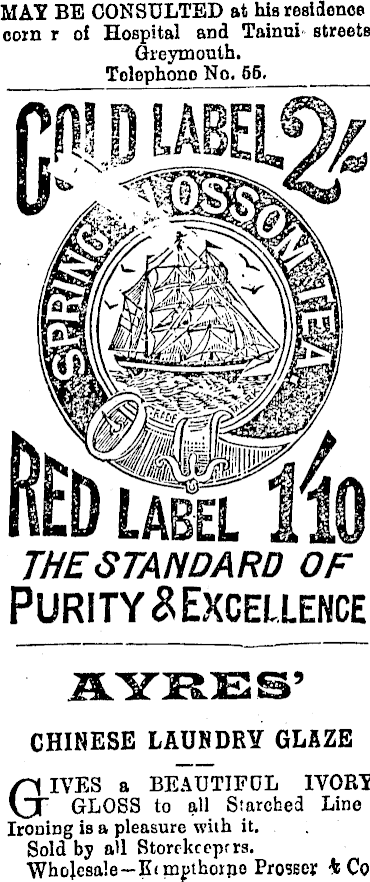 MAY BE CONSULTED at his residence
corn r of Hospital and Tainui streets
Greymouth.
Telephone No. 55.
GOLD LABEL 2/-
SPRING BLOSSOM TEA
RED LABEL 1/10
THE STANDARD OF
PURITY & EXCELLENCE
AYRES'
CHINESE LAUNDRY GLAZE
GIVES a BEAUTIFUL IVORY
GLOSS to all Starched Line
Ironing is a pleasure with it.
Sold by all Storekeepers.
Wholesale—Kempthorne Prosser & Co